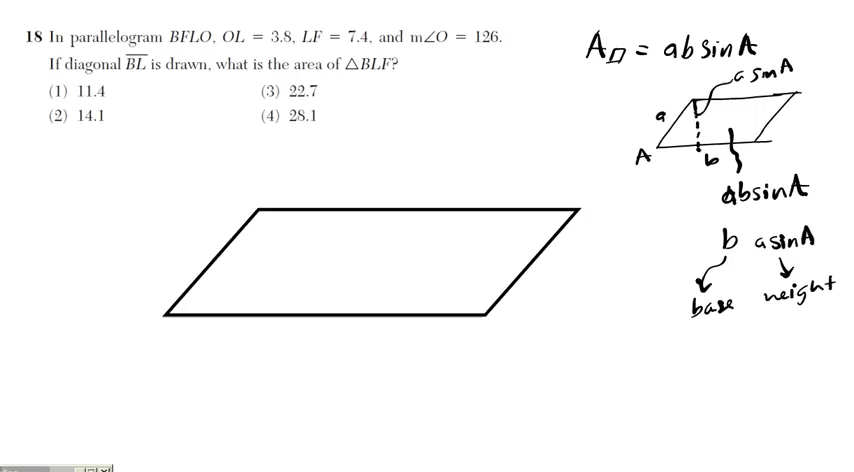 18 In parallelogram BFLO, OL = 3.8, LF = 7.4, and m∠O = 126.
If diagonal BL is drawn, what is the area of △BLF?
(1) 11.4 (3) 22.7
(2) 14.1 (4) 28.1
A▱ = ab sin A
a sin A
a
A
b
absinA
b a sin A
base height